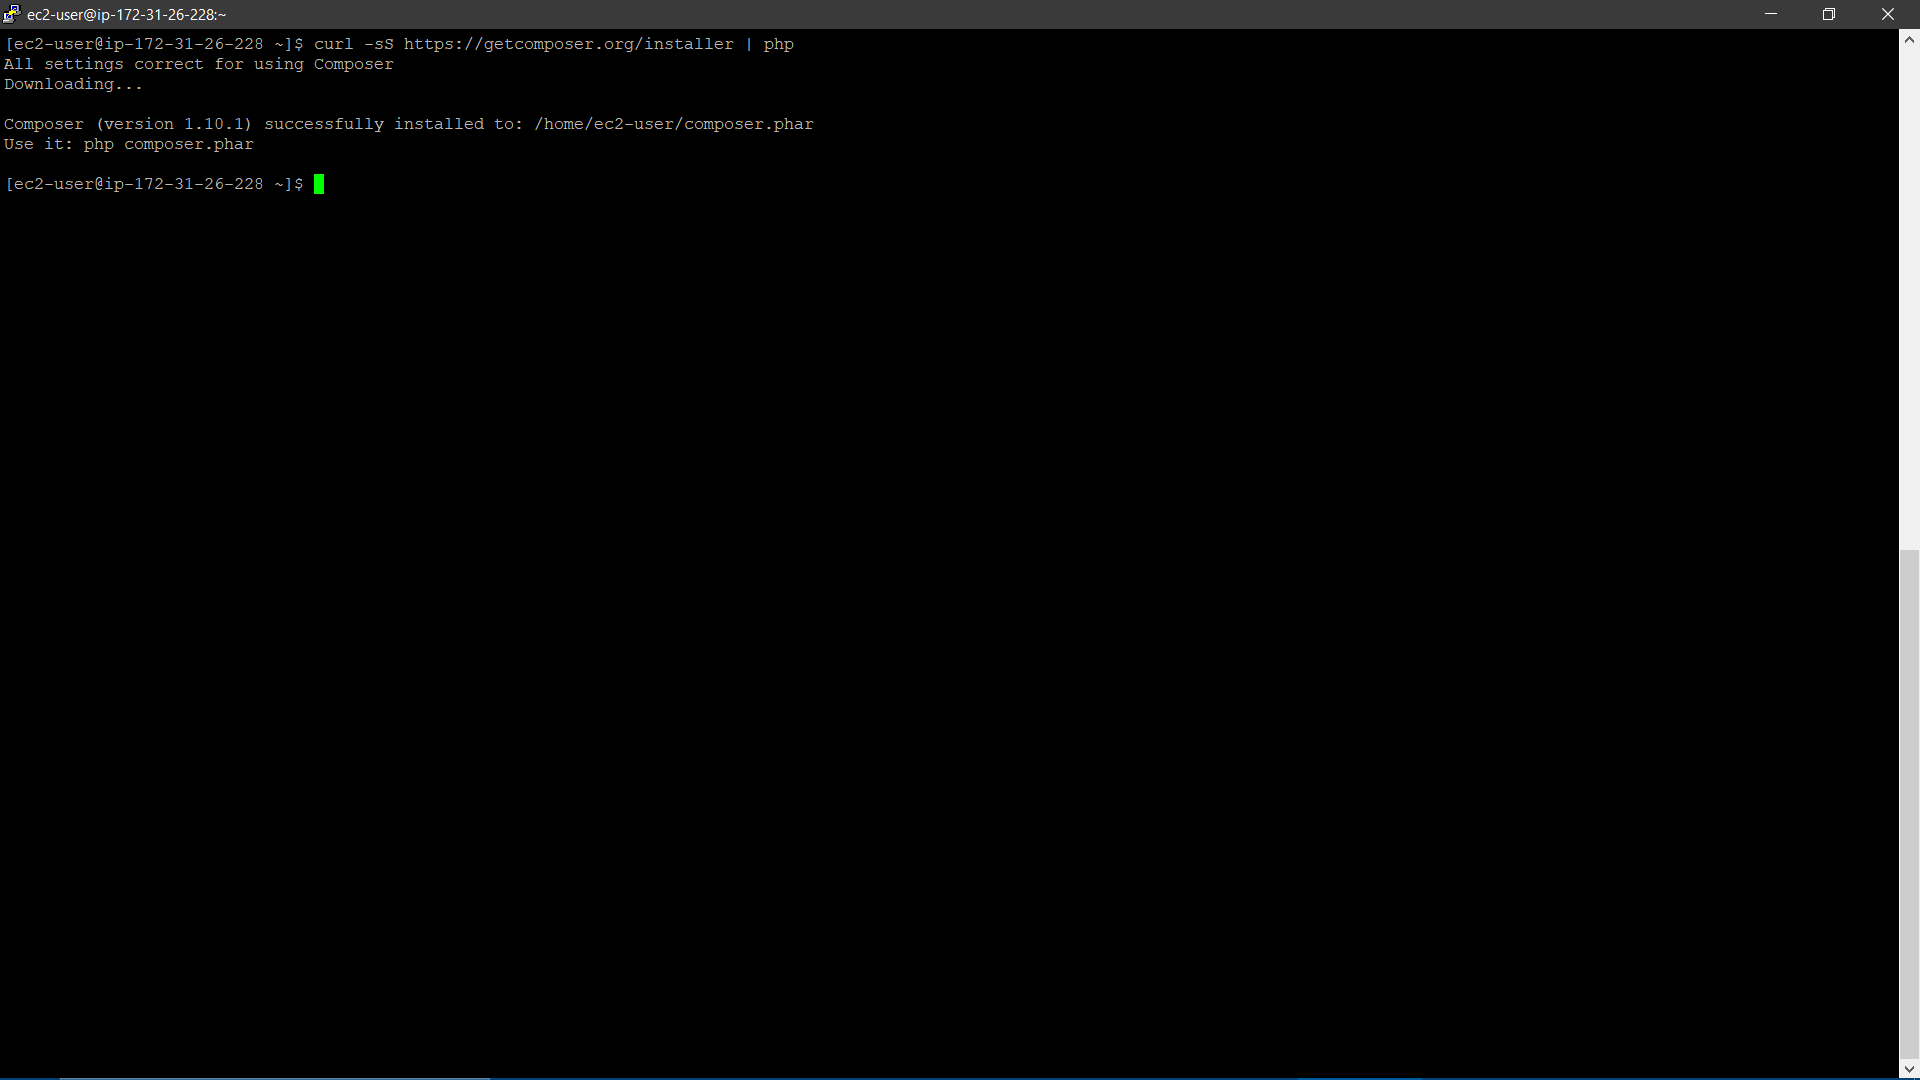 ec2-user@ip-172-31-26-228:~
[ec2-user@ip-172-31-26-228 ~]$ curl -sS https://getcomposer.org/installer | php
All settings correct for using Composer
Downloading...
Composer (version 1.10.1) successfully installed to: /home/ec2-user/composer.phar
Use it: php composer.phar
[ec2-user@ip-172-31-26-228 ~]$